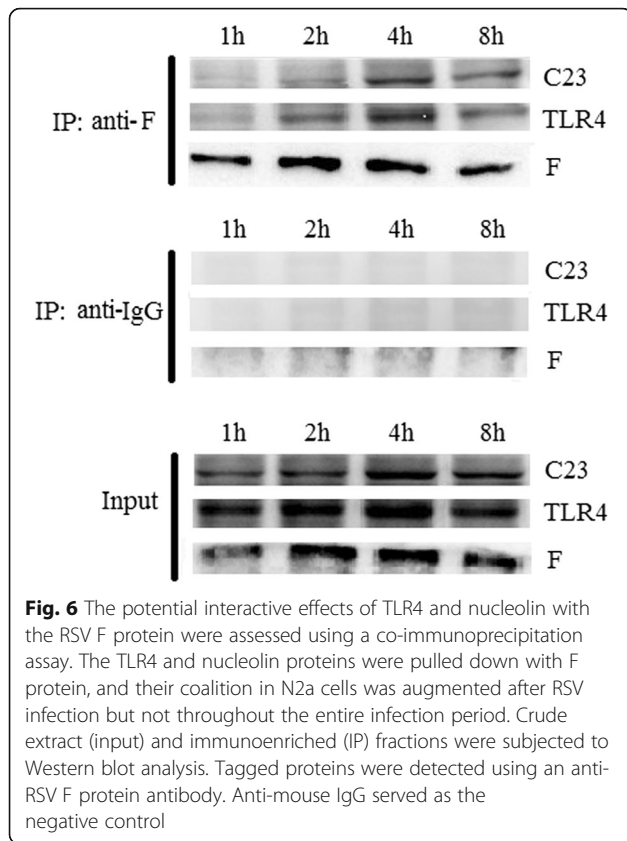 1h 2h 4h 8h
C23
IP: anti-F
TLR4
F
1h 2h 4h 8h
C23
IP: anti-IgG
TLR4
F
1h 2h 4h 8h
C23
Input
TLR4
F
Fig. 6 The potential interactive effects of TLR4 and nucleolin with
the RSV F protein were assessed using a co-immunoprecipitation
assay. The TLR4 and nucleolin proteins were pulled down with F
protein, and their coalition in N2a cells was augmented after RSV
infection but not throughout the entire infection period. Crude
extract (input) and immunoenriched (IP) fractions were subjected to
Western blot analysis. Tagged proteins were detected using an anti-
RSV F protein antibody. Anti-mouse IgG served as the
negative control